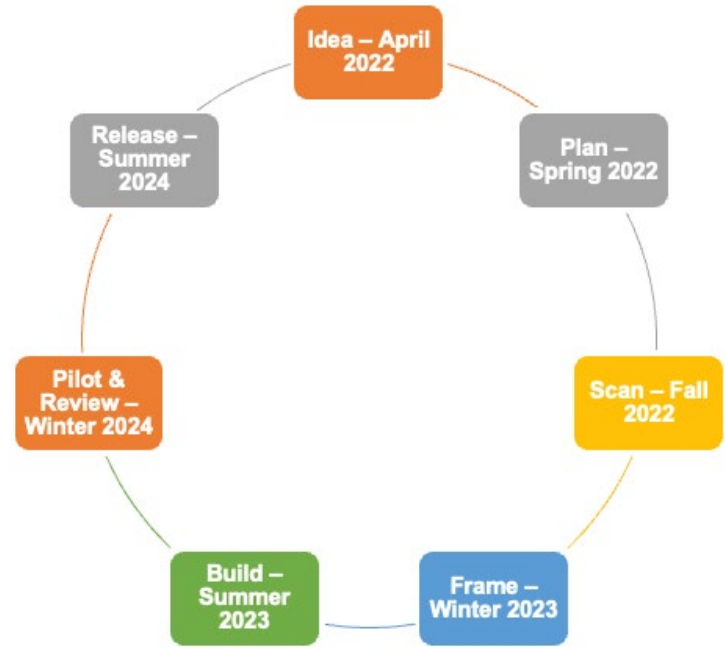 Idea – April
2022
Plan –
Spring 2022
Scan – Fall
2022
Frame –
Winter 2023
Build –
Summer
2023
Pilot &
Review –
Winter 2024
Release –
Summer
2024